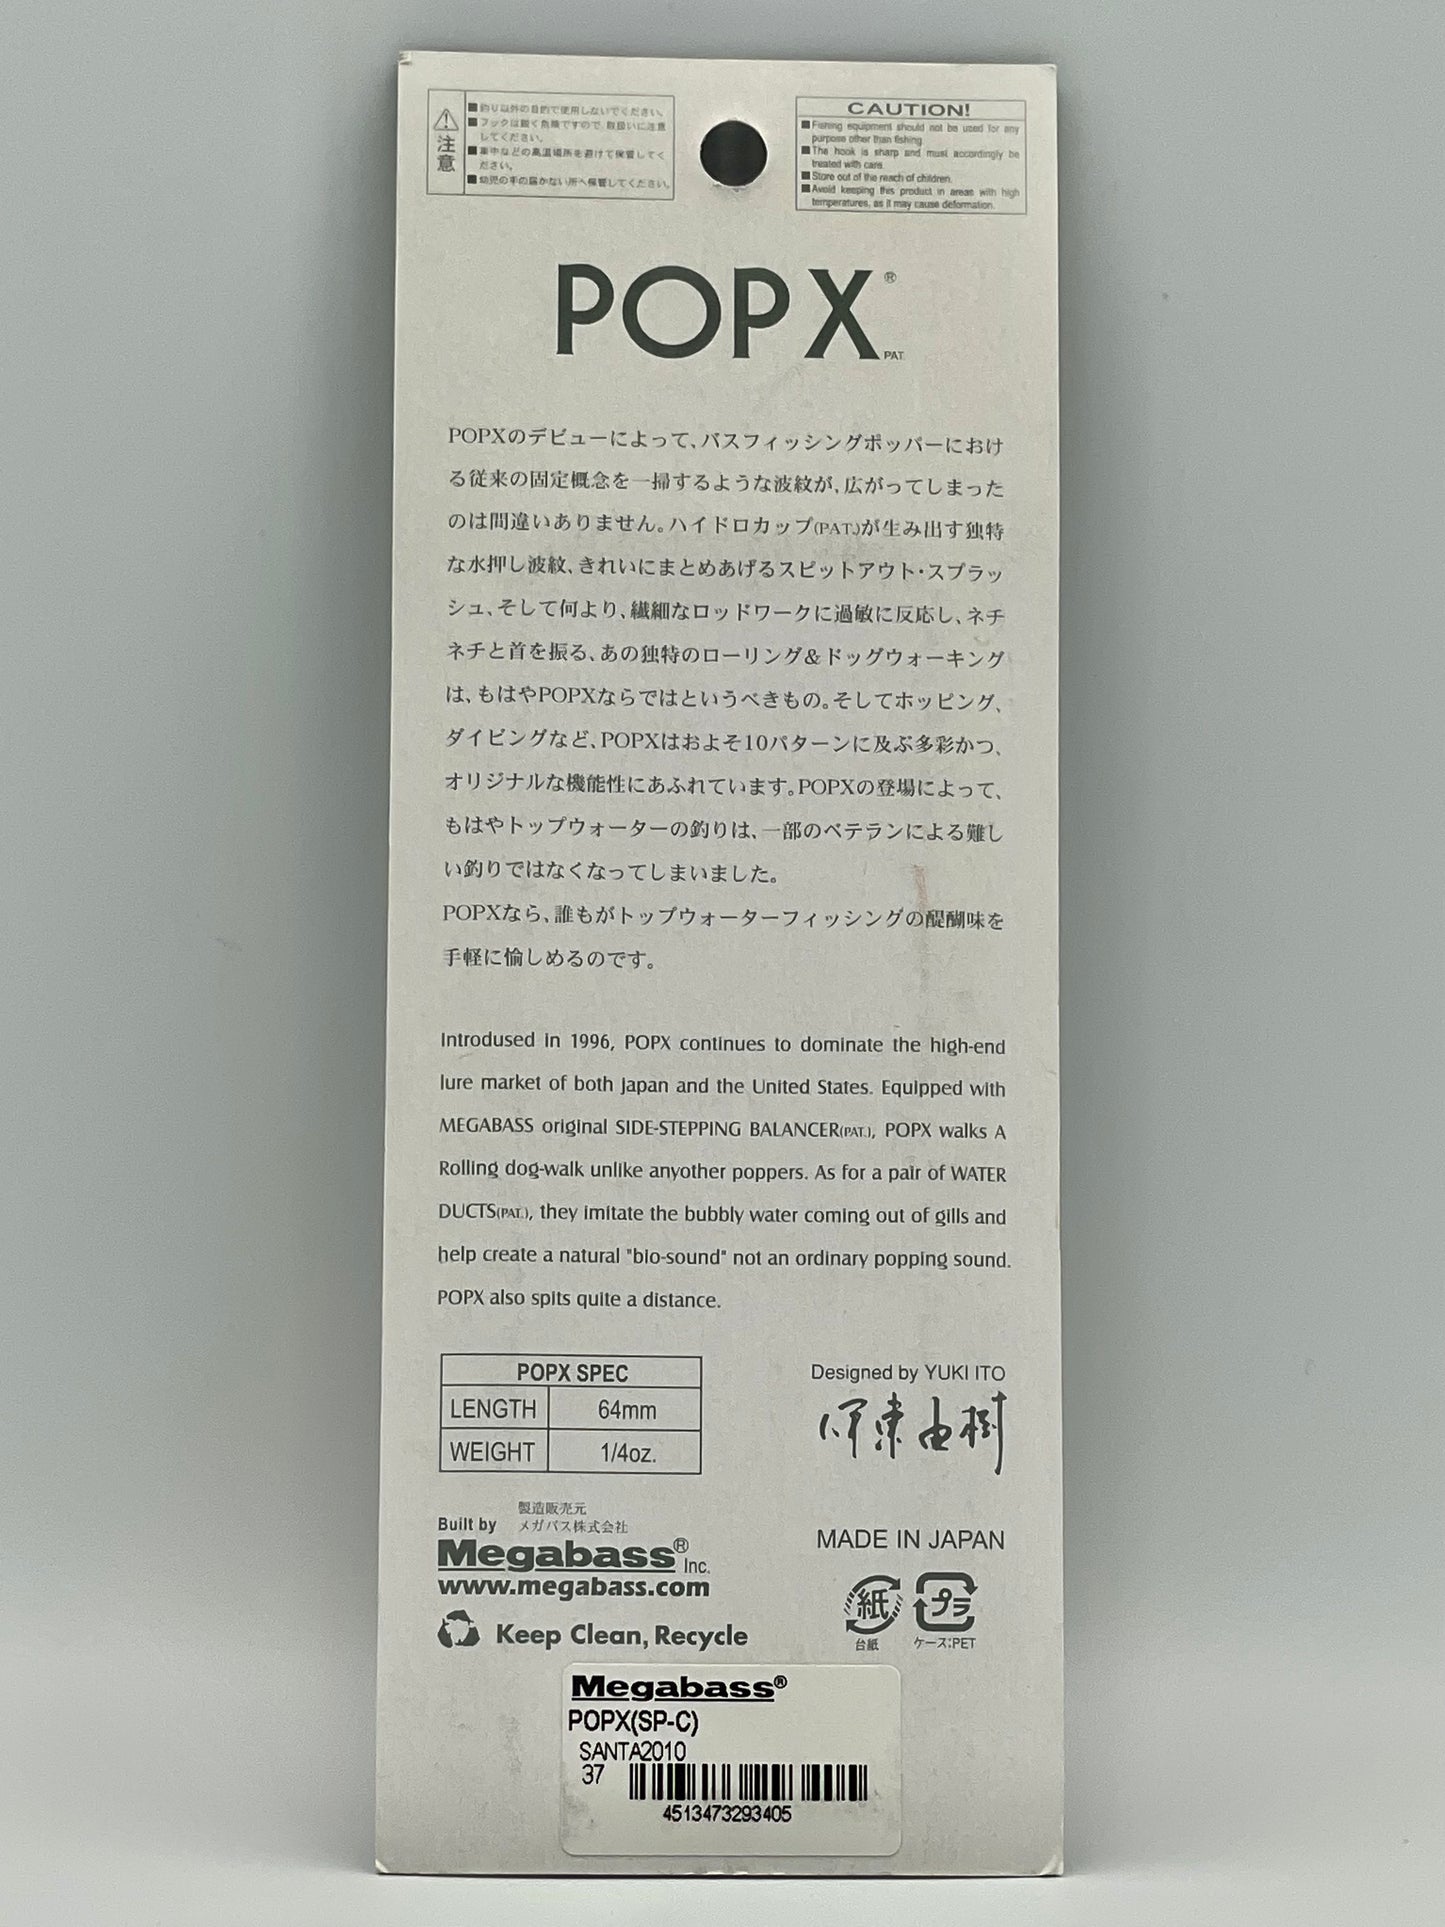 注意
■釣り以外の目的で使用しないでください。
■フックは鋭く危険ですので、取扱いに注意
してください。
■車中などの高温場所を避けて保管してく
ださい。
■幼児の手の届かない所へ保管してください。
CAUTION!
■Fishing equipment should not be used for any
purpose other than fishing.
■The hook is sharp and must accordingly be
treated with care.
■Store out of the reach of children.
■Avoid keeping this product in areas with high
temperatures, as it may cause deformation.
POPX®
PAT.
POPXのデビューによって、バスフィッシングポッパーにおけ
る従来の固定概念を一掃するような波紋が、広がってしまった
のは間違いありません。ハイドロカップ(PAT.)が生み出す独特
な水押し波紋、きれいにまとめあげるスピットアウト・スプラッ
シュ、そして何より、繊細なロッドワークに過敏に反応し、ネチ
ネチと首を振る、あの独特のローリング&ドッグウォーキング
は、もはやPOPXならではというべきもの。そしてホッピング、
ダイビングなど、POPXはおよそ10パターンに及ぶ多彩かつ、
オリジナルな機能性にあふれています。POPXの登場によって、
もはやトップウォーターの釣りは、一部のベテランによる難し
い釣りではなくなってしまいました。
POPXなら、誰もがトップウォーターフィッシングの醍醐味を
手軽に愉しめるのです。
Introdused in 1996, POPX continues to dominate the high-end
lure market of both Japan and the United States. Equipped with
MEGABASS original SIDE-STEPPING BALANCER(PAT.), POPX walks A
Rolling dog-walk unlike anyother poppers. As for a pair of WATER
DUCTS(PAT.), they imitate the bubbly water coming out of gills and
help create a natural "bio-sound" not an ordinary popping sound.
POPX also spits quite a distance.
POPX SPEC
LENGTH 64mm
WEIGHT 1/4oz.
Designed by YUKI ITO
伊東由樹
製造販売元
Built by メガバス株式会社
Megabass® Inc.
www.megabass.com
Keep Clean, Recycle
MADE IN JAPAN
紙 プラ
台紙 ケース:PET
Megabass®
POPX(SP-C)
SANTA2010
37
4513473293405